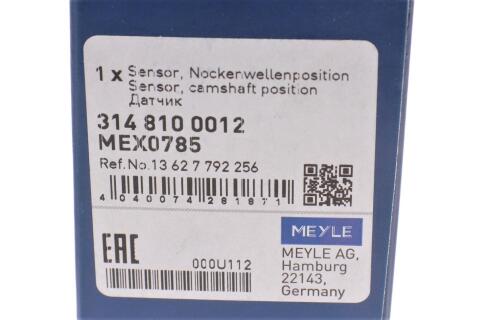 1 x Sensor, Nockenwellenposition
Sensor, camshaft position
Датчик
314 810 0012
MEX0785
Ref.No.13 62 7 792 256
4 040074 281871
EAC
000U112
MEYLE
MEYLE AG,
Hamburg
22143,
Germany